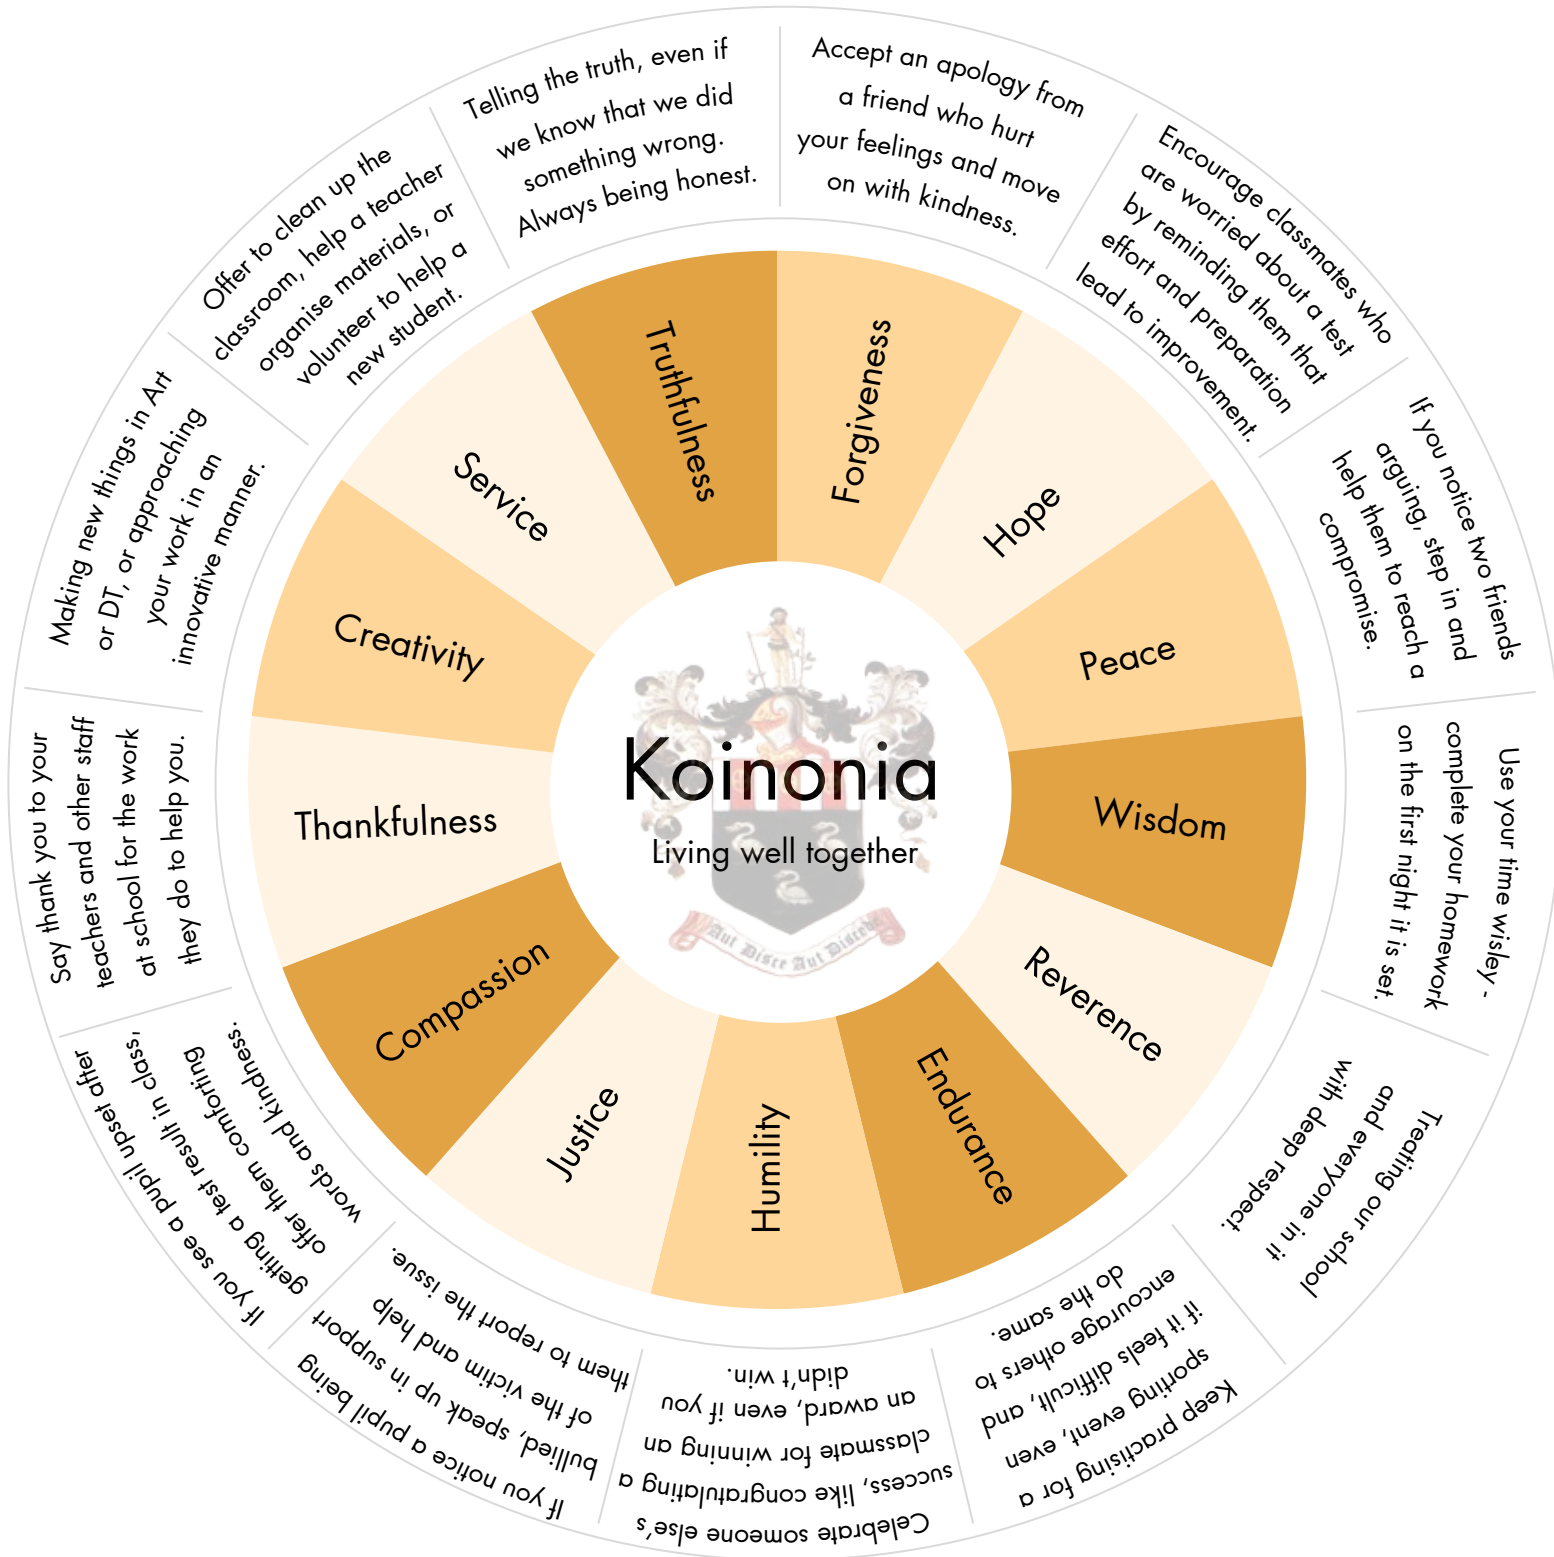 Koinonia
Living well together
Aut Disce Aut Discede
Forgiveness
Accept an apology from
a friend who hurt
your feelings and move
on with kindness.
Hope
Encourage classmates who
are worried about a test
by reminding them that
effort and preparation
lead to improvement.
Peace
If you notice two friends
arguing, step in and
help them to reach a
compromise.
Wisdom
Use your time wisley -
complete your homework
on the first night it is set.
Reverence
Treating our school
and everyone in it
with deep respect.
Endurance
Keep practising for a
sporting event, even
if it feels difficult, and
encourage others to
do the same.
Humility
Celebrate someone else's
success, like congratulating a
classmate for winning an
an award, even if you
didn't win.
Justice
If you notice a pupil being
bullied, speak up in support
of the victim and help
them to report the issue.
Compassion
If you see a pupil upset after
getting a test result in class,
offer them comforting
words and kindness.
Thankfulness
Say thank you to your
teachers and other staff
at school for the work
they do to help you.
Creativity
Making new things in Art
or DT, or approaching
your work in an
innovative manner.
Service
Offer to clean up the
classroom, help a teacher
organise materials, or
volunteer to help a
new student.
Truthfulness
Telling the truth, even if
we know that we did
something wrong.
Always being honest.